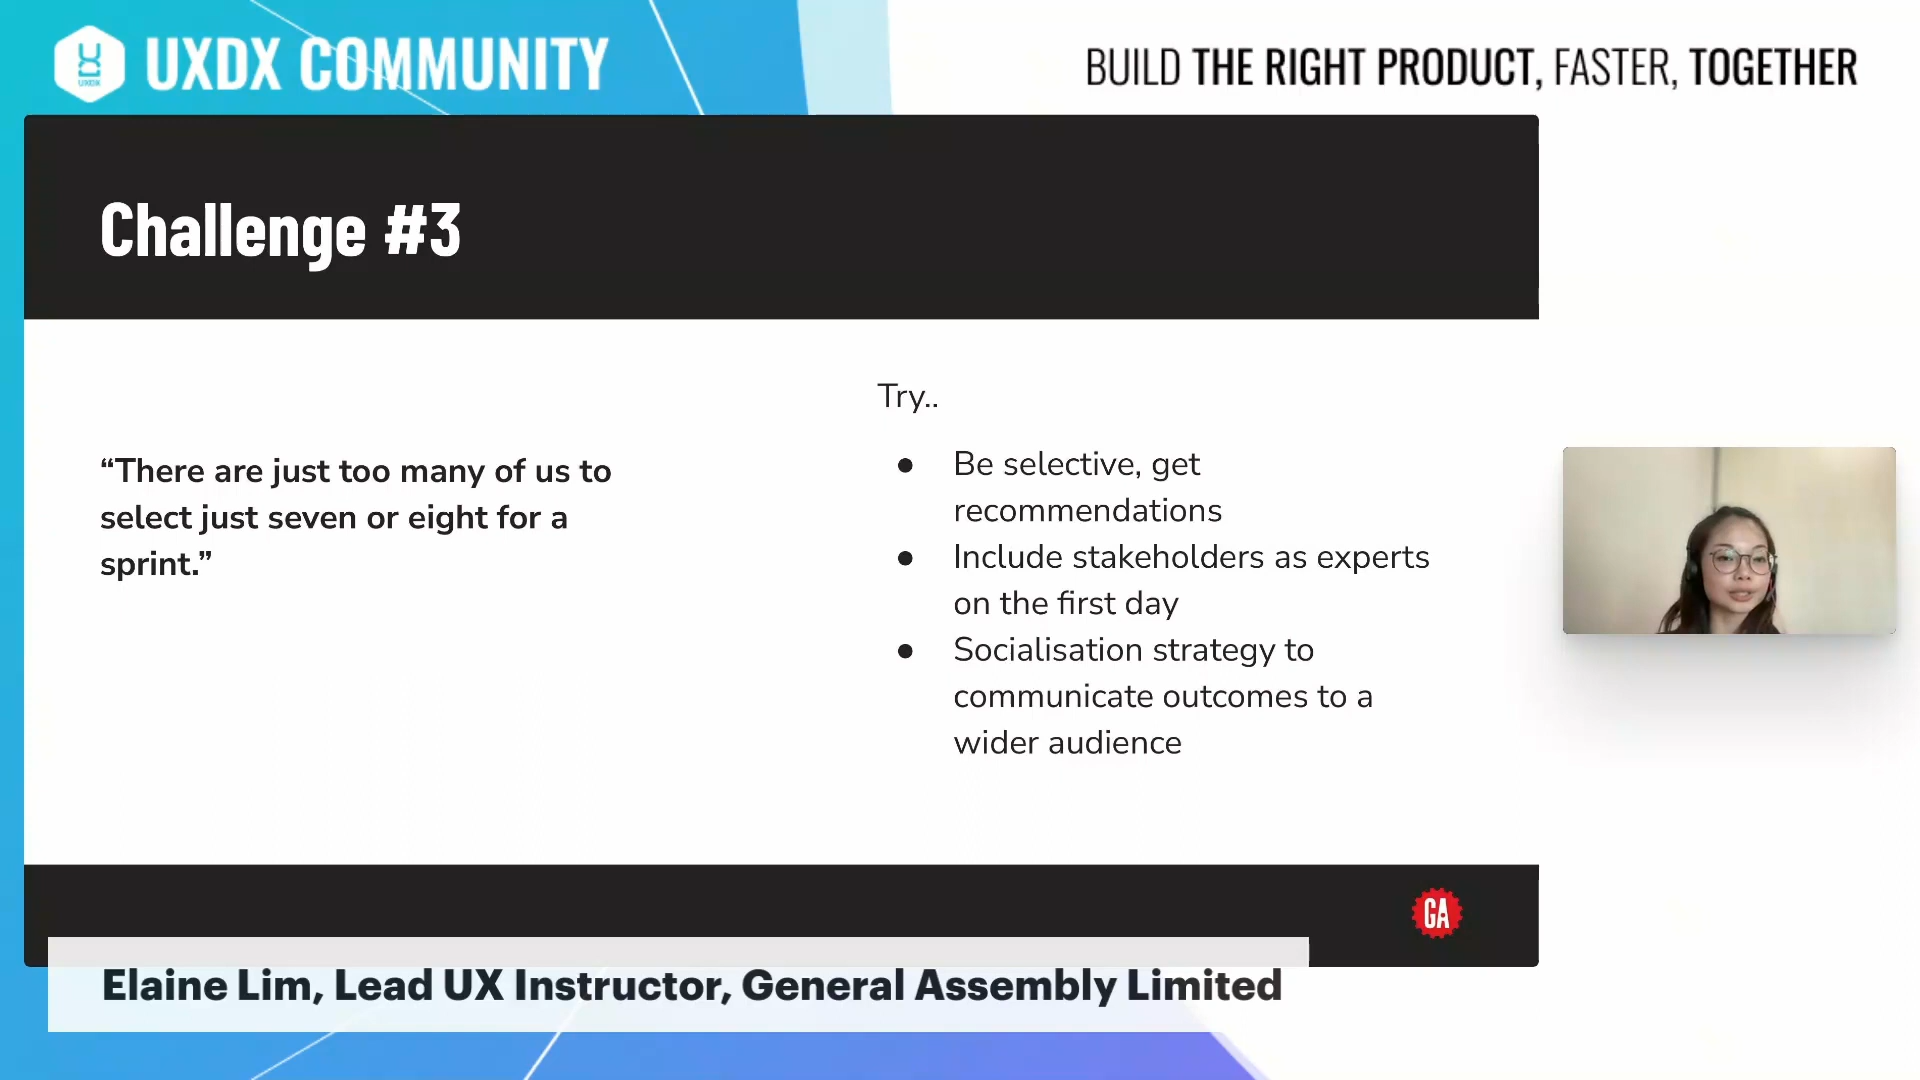 UXDX
UXDX COMMUNITY
BUILD THE RIGHT PRODUCT, FASTER, TOGETHER
Challenge #3
“There are just too many of us to
select just seven or eight for a
sprint.”
Try..
● Be selective, get
recommendations
● Include stakeholders as experts
on the first day
● Socialisation strategy to
communicate outcomes to a
wider audience
GA
Elaine Lim, Lead UX Instructor, General Assembly Limited